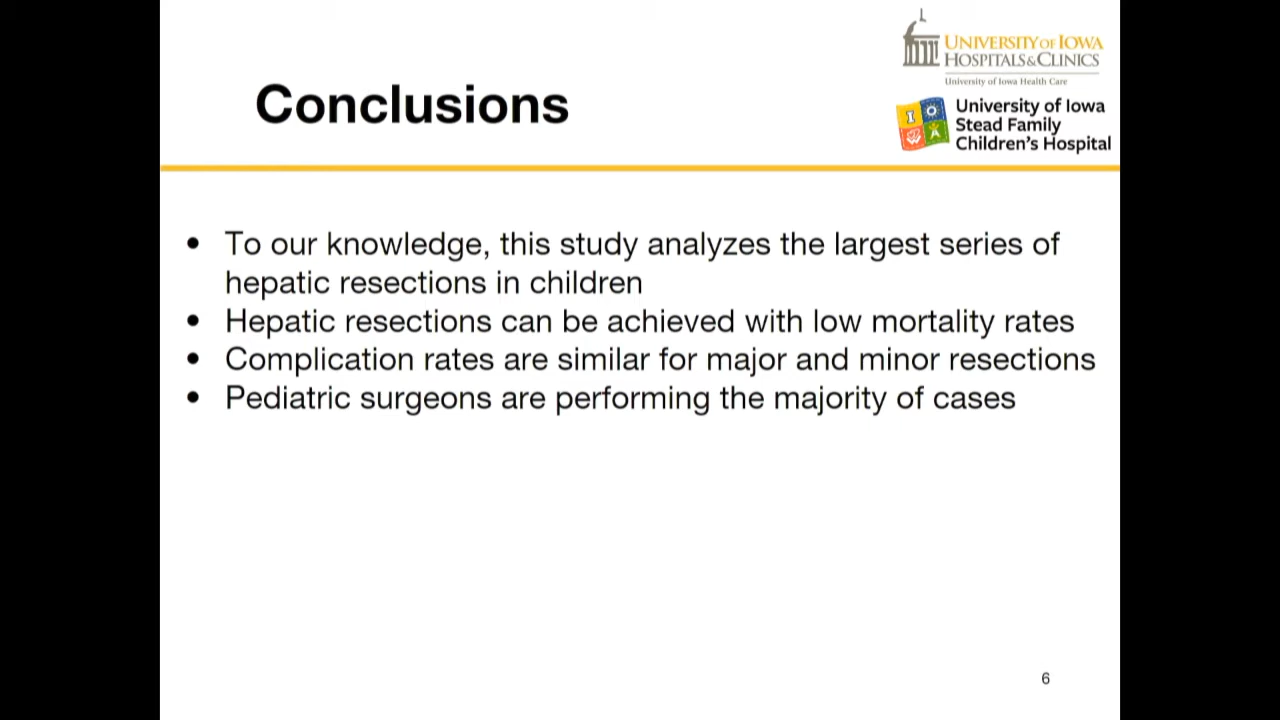 UNIVERSITY OF IOWA
HOSPITALS & CLINICS
University of Iowa Health Care
Conclusions
University of Iowa
Stead Family
Children's Hospital
• To our knowledge, this study analyzes the largest series of
hepatic resections in children
• Hepatic resections can be achieved with low mortality rates
• Complication rates are similar for major and minor resections
• Pediatric surgeons are performing the majority of cases
6